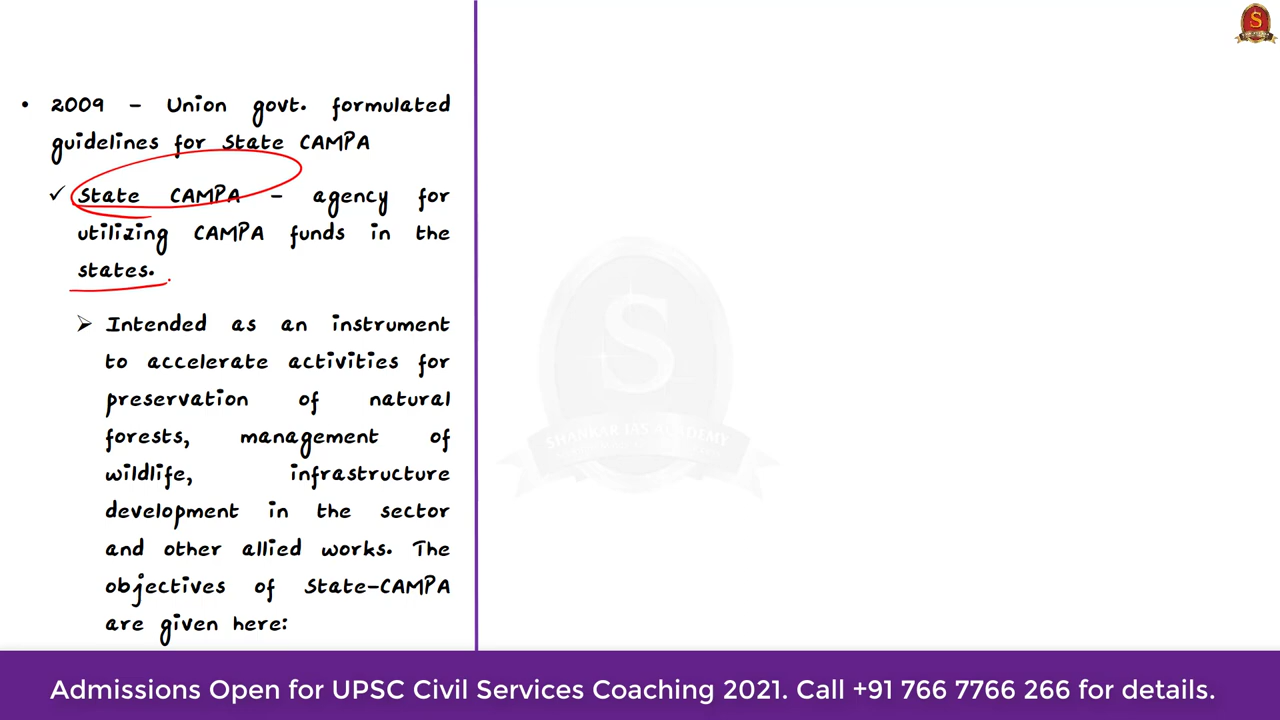 • 2009 - Union govt. formulated
guidelines for State CAMPA
✓ State CAMPA - agency for
utilizing CAMPA funds in the
states.
➢ Intended as an instrument
to accelerate activities for
preservation of natural
forests, management of
wildlife, infrastructure
development in the sector
and other allied works. The
objectives of State-CAMPA
are given here:
S
SHANKAR IAS ACADEMY
S
Admissions Open for UPSC Civil Services Coaching 2021. Call +91 766 7766 266 for details.